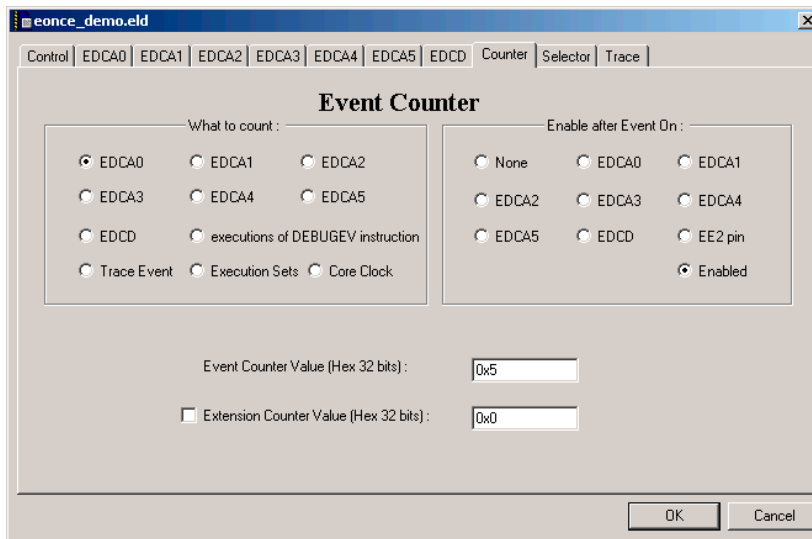 eonce_demo.eld
Control EDCA0 EDCA1 EDCA2 EDCA3 EDCA4 EDCA5 EDCD Counter Selector Trace
Event Counter
What to count :
EDCA0 EDCA1 EDCA2
EDCA3 EDCA4 EDCA5
EDCD executions of DEBUGEV instruction
Trace Event Execution Sets Core Clock
Enable after Event On :
None EDCA0 EDCA1
EDCA2 EDCA3 EDCA4
EDCA5 EDCD EE2 pin
Enabled
Event Counter Value (Hex 32 bits) : 0x5
Extension Counter Value (Hex 32 bits) : 0x0
OK Cancel